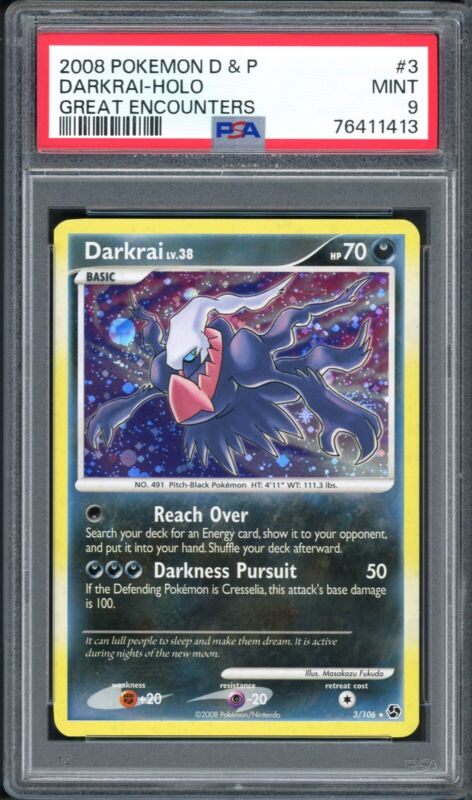 2008 POKEMON D & P #3
DARKRAI-HOLO MINT
GREAT ENCOUNTERS 9
PSA 76411413
Darkrai LV.38 HP 70
BASIC
NO. 491 Pitch-Black Pokémon HT: 4'11" WT: 111.3 lbs.
Reach Over
Search your deck for an Energy card, show it to your opponent,
and put it into your hand. Shuffle your deck afterward.
Darkness Pursuit 50
If the Defending Pokémon is Cresselia, this attack's base damage
is 100.
It can lull people to sleep and make them dream. It is active
during nights of the new moon.
Illus. Masakazu Fukuda
weakness resistance retreat cost
+20 -20
©2008 Pokémon/Nintendo 3/106 ★
PSA